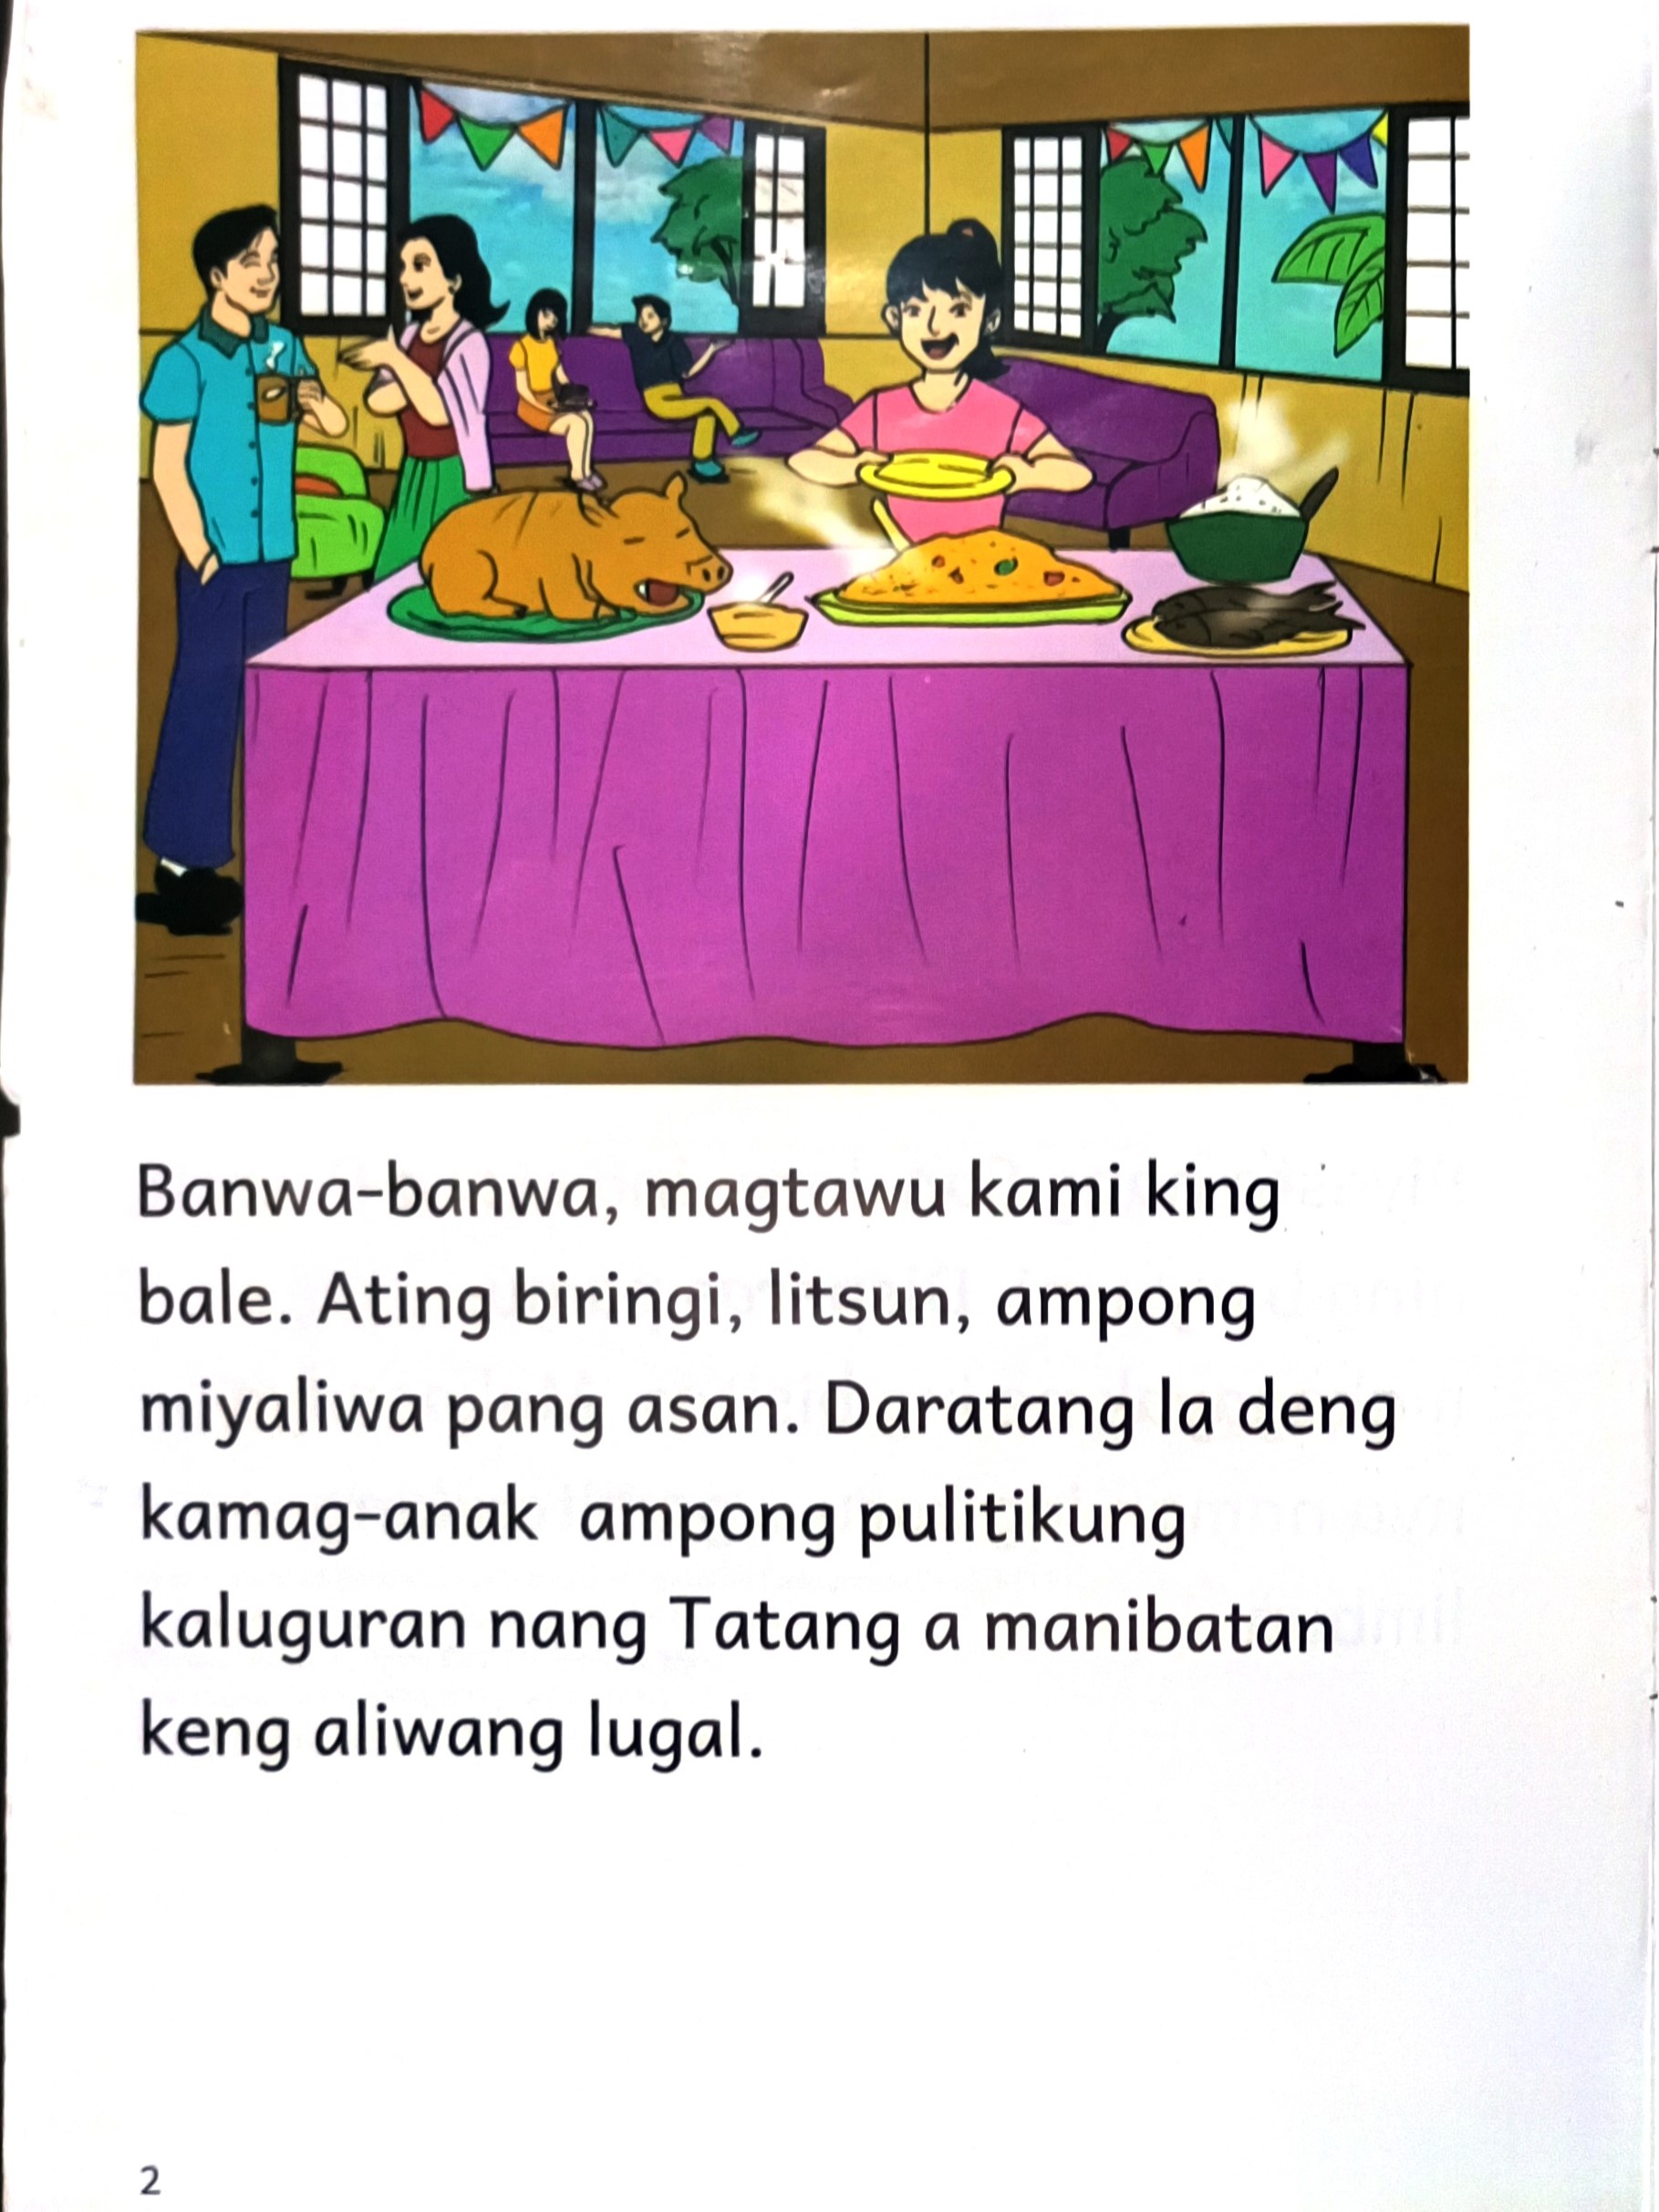 Banwa-banwa, magtawu kami king
bale. Ating biringi, litsun, ampong
miyaliwa pang asan. Daratang la deng
kamag-anak ampong pulitikung
kaluguran nang Tatang a manibatan
keng aliwang lugal.
2